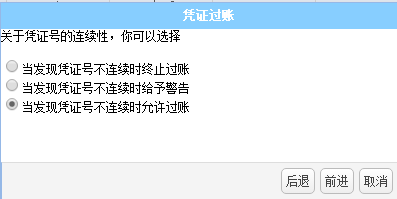 凭证过账
关于凭证号的连续性，你可以选择
当发现凭证号不连续时终止过账
当发现凭证号不连续时给予警告
当发现凭证号不连续时允许过账
后退 前进 取消